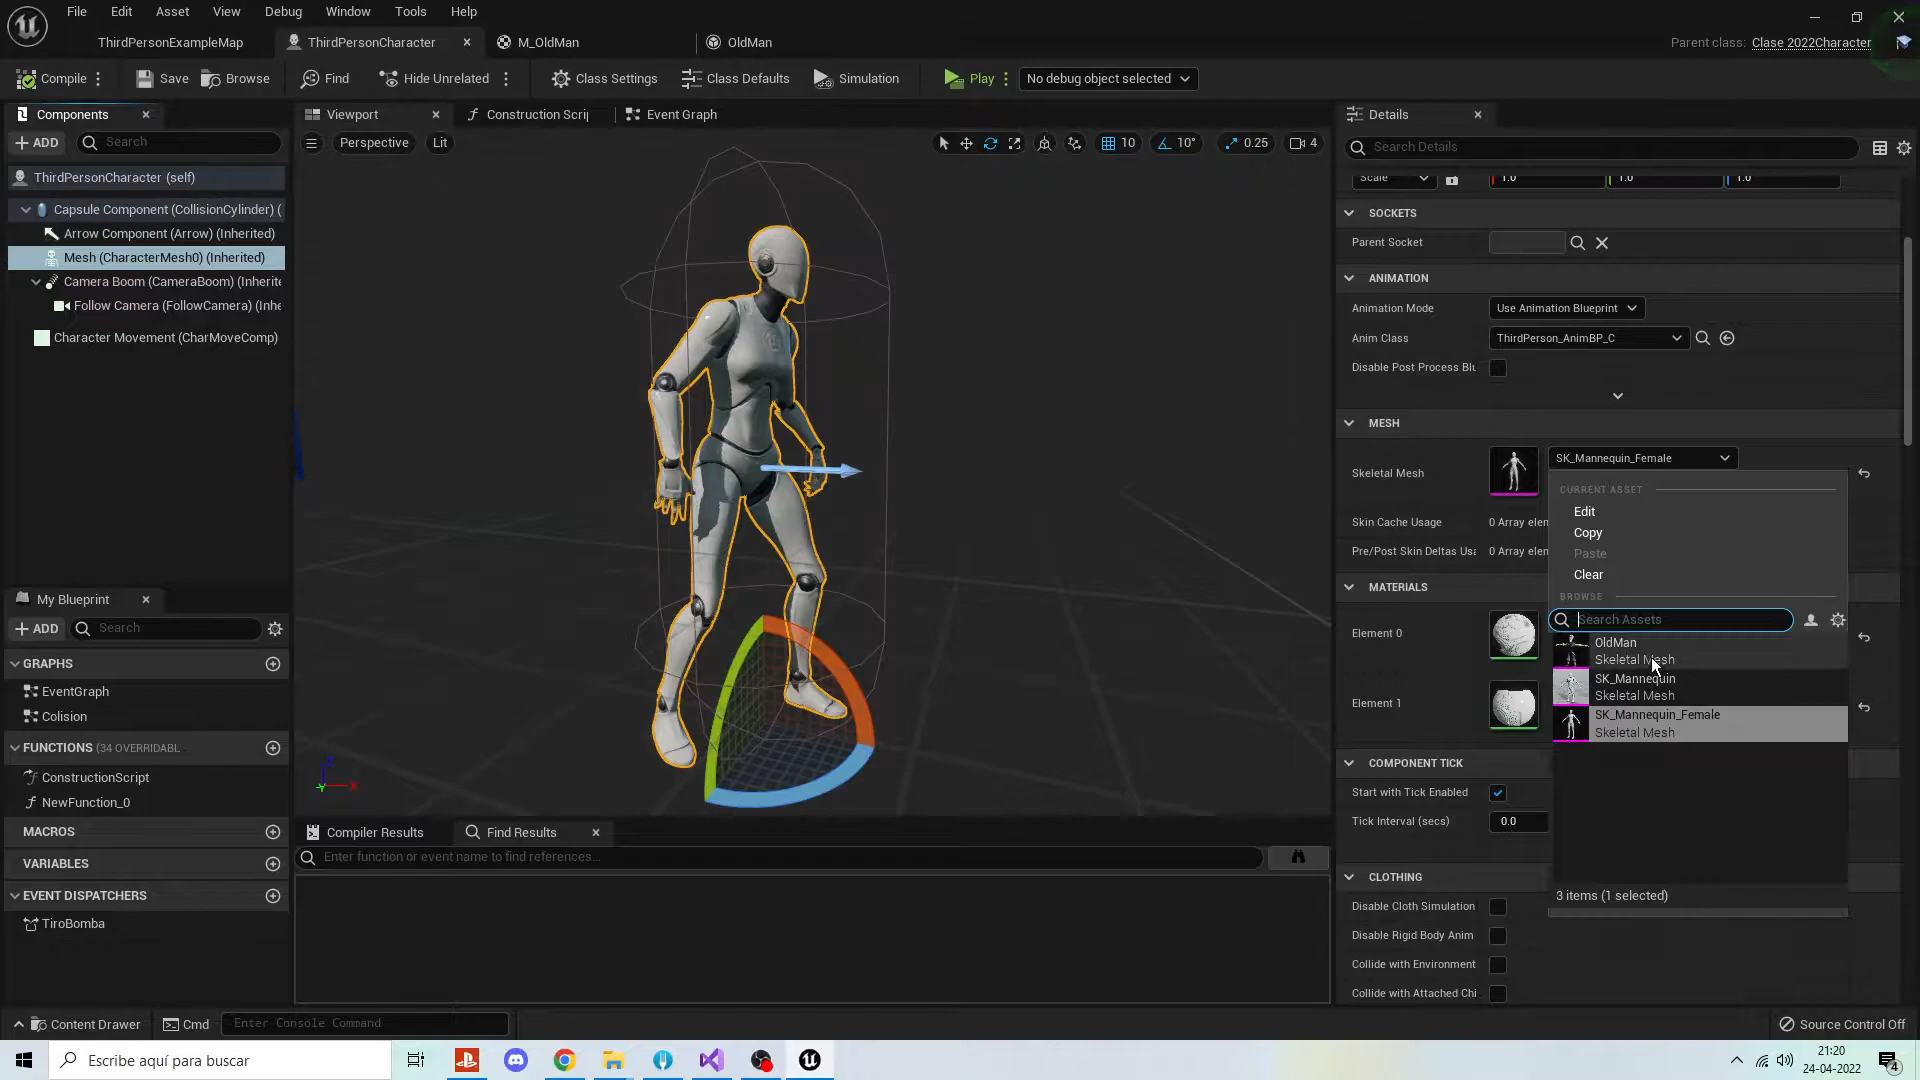 File Edit Asset View Debug Window Tools Help
ThirdPersonExampleMap ThirdPersonCharacter M_OldMan OldMan Parent class: Clase 2022Character
Compile Save Browse Find Hide Unrelated Class Settings Class Defaults Simulation Play No debug object selected
Components Viewport Construction Scrip Event Graph Details
ADD Search Perspective Lit 10 10° 0.25 4 Search Details
ThirdPersonCharacter (self)
Scale 1.0 1.0 1.0
Capsule Component (CollisionCylinder) (
Arrow Component (Arrow) (Inherited)
Mesh (CharacterMesh0) (Inherited)
Camera Boom (CameraBoom) (Inherite
Follow Camera (FollowCamera) (Inhe
Character Movement (CharMoveComp)
SOCKETS
Parent Socket
ANIMATION
Animation Mode Use Animation Blueprint
Anim Class ThirdPerson_AnimBP_C
Disable Post Process Blu
MESH
Skeletal Mesh SK_Mannequin_Female
CURRENT ASSET
Edit
Copy
Paste
Clear
BROWSE
Search Assets
OldMan
Skeletal Mesh
SK_Mannequin
Skeletal Mesh
SK_Mannequin_Female
Skeletal Mesh
3 items (1 selected)
Skin Cache Usage 0 Array elen
Pre/Post Skin Deltas Usa 0 Array elen
MATERIALS
Element 0
Element 1
COMPONENT TICK
Start with Tick Enabled
Tick Interval (secs) 0.0
CLOTHING
Disable Cloth Simulation
Disable Rigid Body Anim
Collide with Environment
Collide with Attached Chi
My Blueprint
ADD Search
GRAPHS
EventGraph
Colision
FUNCTIONS (34 OVERRIDABL
ConstructionScript
NewFunction_0
MACROS
VARIABLES
EVENT DISPATCHERS
TiroBomba
Z X Y
Compiler Results Find Results
Enter function or event name to find references...
Content Drawer Cmd Enter Console Command Source Control Off
Escribe aquí para buscar
21:20
24-04-2022
4